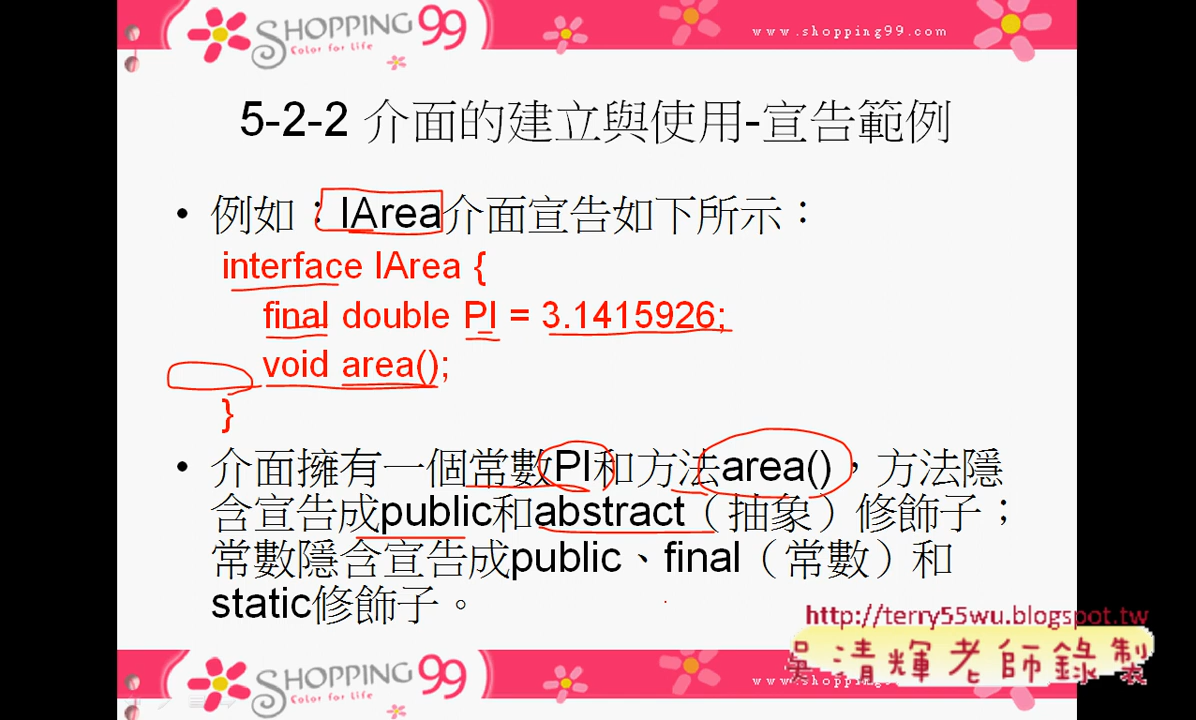 SHOPPING 99
Color for Life
www.shopping99.com
5-2-2 介面的建立與使用-宣告範例
• 例如：IArea介面宣告如下所示：
interface IArea {
final double PI = 3.1415926;
void area();
}
• 介面擁有一個常數PI和方法area()，方法隱
含宣告成public和abstract（抽象）修飾子；
常數隱含宣告成public、final（常數）和
static修飾子。
http://terry55wu.blogspot.tw
吳清輝老師錄製
SHOPPING 99
Color for Life